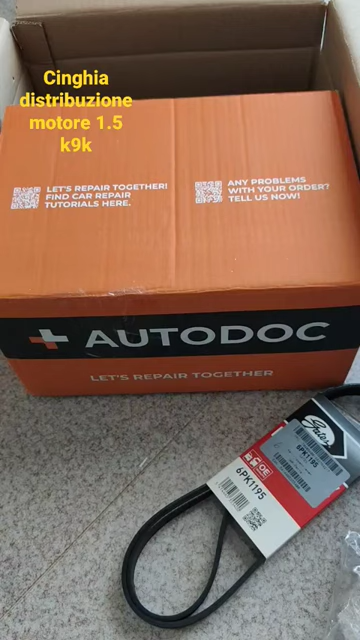 Cinghia
distribuzione
motore 1.5
k9k
LET'S REPAIR TOGETHER!
FIND CAR REPAIR
TUTORIALS HERE.
ANY PROBLEMS
WITH YOUR ORDER?
TELL US NOW!
AUTODOC
LET'S REPAIR TOGETHER
Gates
6PK1195
OE
6PK1195